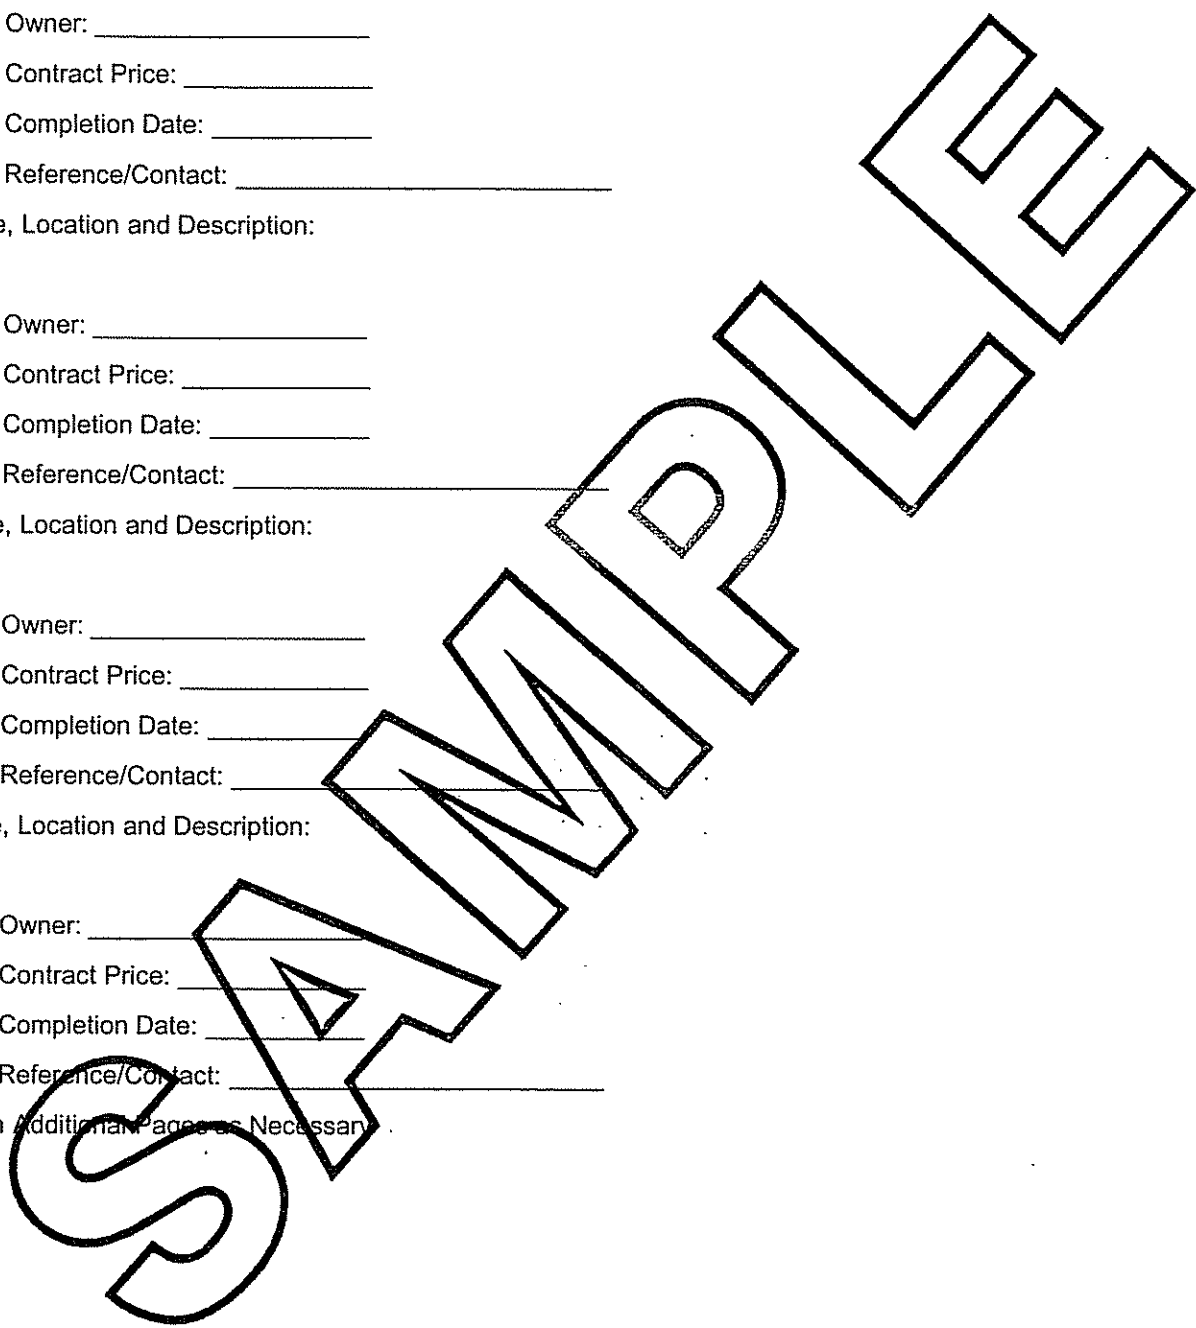 Owner:
Contract Price:
Completion Date:
Reference/Contact:
Location and Description:
Owner:
Contract Price:
Completion Date:
Reference/Contact:
Location and Description:
Owner:
Contract Price:
Completion Date:
Reference/Contact:
Location and Description:
Owner:
Contract Price:
Completion Date:
Reference/Contact:
Additional Pages as Necessary
SAMPLE